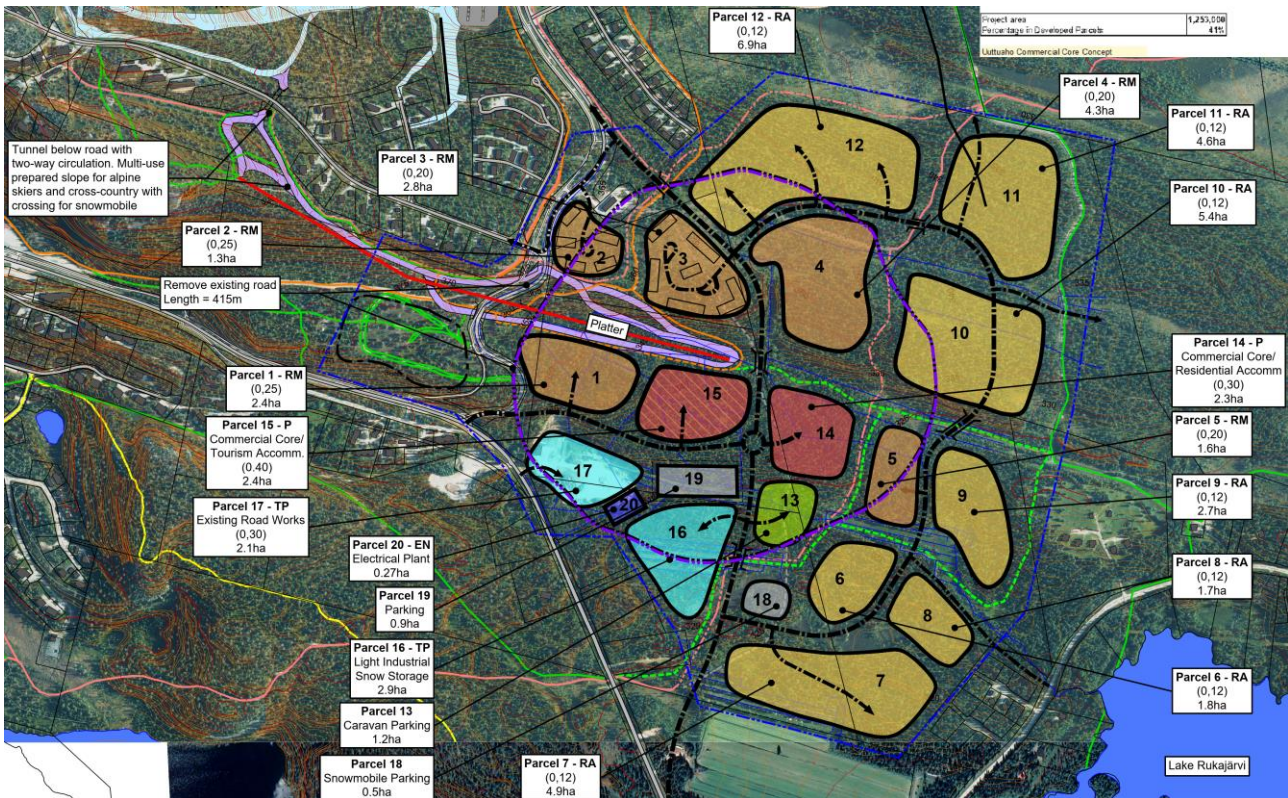 Parcel 12 - RA
(0,12)
6.9ha
Project area 1,253,000
Percentage in Developed Parcels 41%
Uuttuaho Commercial Core Concept
Parcel 4 - RM
(0,20)
4.3ha
Parcel 11 - RA
(0,12)
4.6ha
Tunnel below road with
two-way circulation. Multi-use
prepared slope for alpine
skiers and cross-country with
crossing for snowmobile
Parcel 3 - RM
(0,20)
2.8ha
Parcel 10 - RA
(0,12)
5.4ha
Parcel 2 - RM
(0,25)
1.3ha
Remove existing road
Length = 415m
Platter
Parcel 14 - P
Commercial Core/
Residential Accomm
(0,30)
2.3ha
Parcel 1 - RM
(0,25)
2.4ha
Parcel 15 - P
Commercial Core/
Tourism Accomm.
(0.40)
2.4ha
Parcel 5 - RM
(0,20)
1.6ha
Parcel 17 - TP
Existing Road Works
(0,30)
2.1ha
Parcel 9 - RA
(0,12)
2.7ha
Parcel 20 - EN
Electrical Plant
0.27ha
Parcel 8 - RA
(0,12)
1.7ha
Parcel 19
Parking
0.9ha
Parcel 16 - TP
Light Industrial
Snow Storage
2.9ha
Parcel 6 - RA
(0,12)
1.8ha
Parcel 13
Caravan Parking
1.2ha
Parcel 18
Snowmobile Parking
0.5ha
Parcel 7 - RA
(0,12)
4.9ha
Lake Rukajärvi
12
11
2
3
4
10
1
15
14
5
17
19
9
20
13
16
6
18
8
7